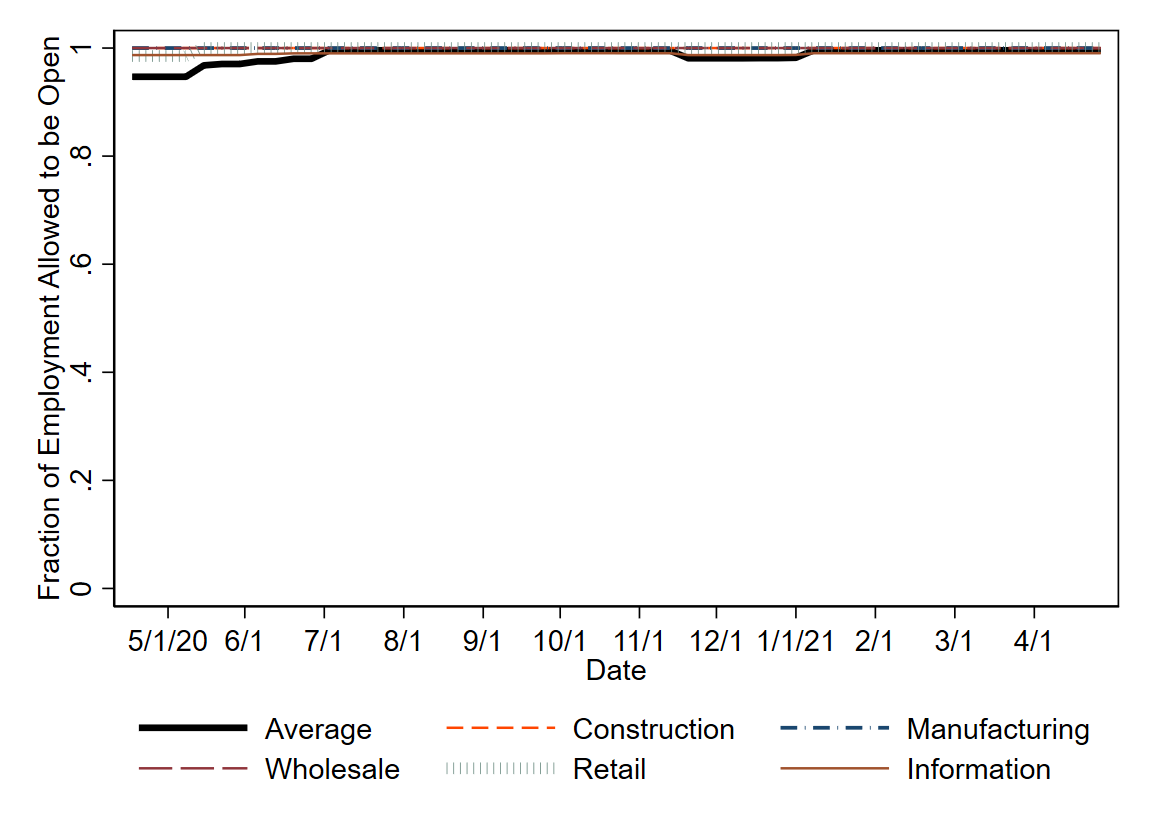 Fraction of Employment Allowed to be Open
1
.8
.6
.4
.2
0
5/1/20 6/1 7/1 8/1 9/1 10/1 11/1 12/1 1/1/21 2/1 3/1 4/1
Date
Average Construction Manufacturing
Wholesale Retail Information